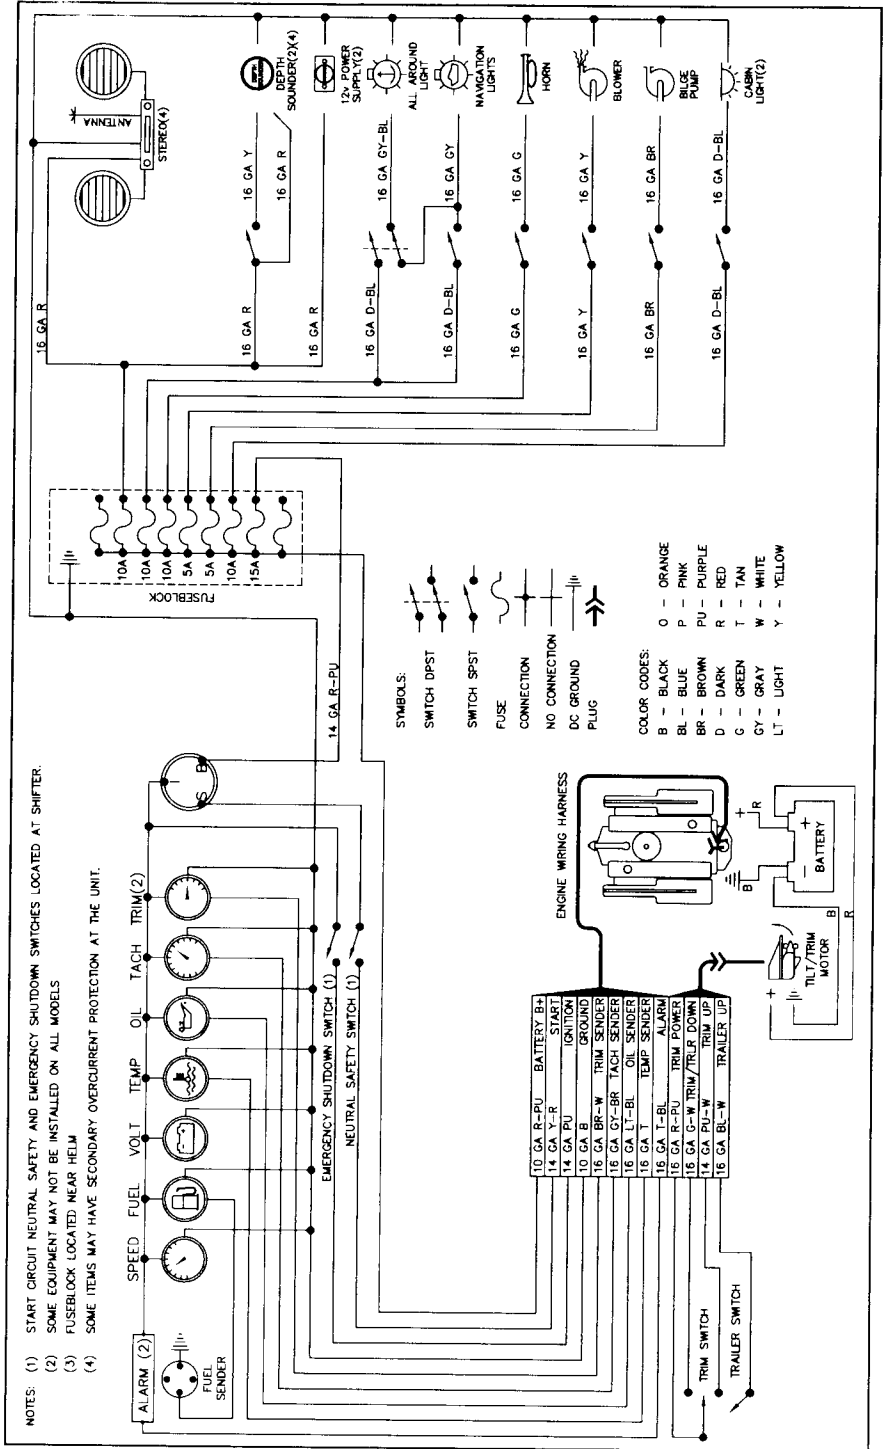 NOTES: (1) START CIRCUIT NEUTRAL SAFETY AND EMERGENCY SHUTDOWN SWITCHES LOCATED AT SHIFTER.
(2) SOME EQUIPMENT MAY NOT BE INSTALLED ON ALL MODELS
(3) FUSEBLOCK LOCATED NEAR HELM
(4) SOME ITEMS MAY HAVE SECONDARY OVERCURRENT PROTECTION AT THE UNIT.
ALARM (2)
SPEED
FUEL
VOLT
TEMP
OIL
TACH
TRIM(2)
I
S
B
FUEL
SENDER
EMERGENCY SHUTDOWN SWITCH (1)
NEUTRAL SAFETY SWITCH (1)
14 GA R-PU
FUSEBLOCK
10A
10A
10A
5A
5A
10A
15A
16 GA R
ANTENNA
STEREO(4)
16 GA R
16 GA Y
16 GA R
DEPTH
SOUNDER
DEPTH
SOUNDER(2)(4)
16 GA R
12v POWER
SUPPLY(2)
16 GA D-BL
16 GA GY-BL
ALL AROUND
LIGHT
16 GA D-BL
16 GA GY
NAVIGATION
LIGHTS
16 GA G
16 GA G
HORN
16 GA Y
16 GA Y
BLOWER
16 GA BR
16 GA BR
BILGE
PUMP
16 GA D-BL
16 GA D-BL
CABIN
LIGHT(2)
SYMBOLS:
SWITCH DPST
SWITCH SPST
FUSE
CONNECTION
NO CONNECTION
DC GROUND
PLUG
COLOR CODES:
B - BLACK O - ORANGE
BL - BLUE P - PINK
BR - BROWN PU - PURPLE
D - DARK R - RED
G - GREEN T - TAN
GY - GRAY W - WHITE
LT - LIGHT Y - YELLOW
ENGINE WIRING HARNESS
10 GA R-PU BATTERY B+
14 GA Y-R START
14 GA PU IGNITION
10 GA B GROUND
16 GA BR-W TRIM SENDER
16 GA GY-BR TACH SENDER
16 GA LT-BL OIL SENDER
16 GA T TEMP SENDER
16 GA T-BL ALARM
16 GA R-PU TRIM POWER
16 GA G-W TRIM/TRLR DOWN
14 GA PU-W TRIM UP
16 GA BL-W TRAILER UP
TRIM SWITCH
TRAILER SWITCH
TILT/TRIM
MOTOR
+
B
R
B
+
R
-
+
BATTERY